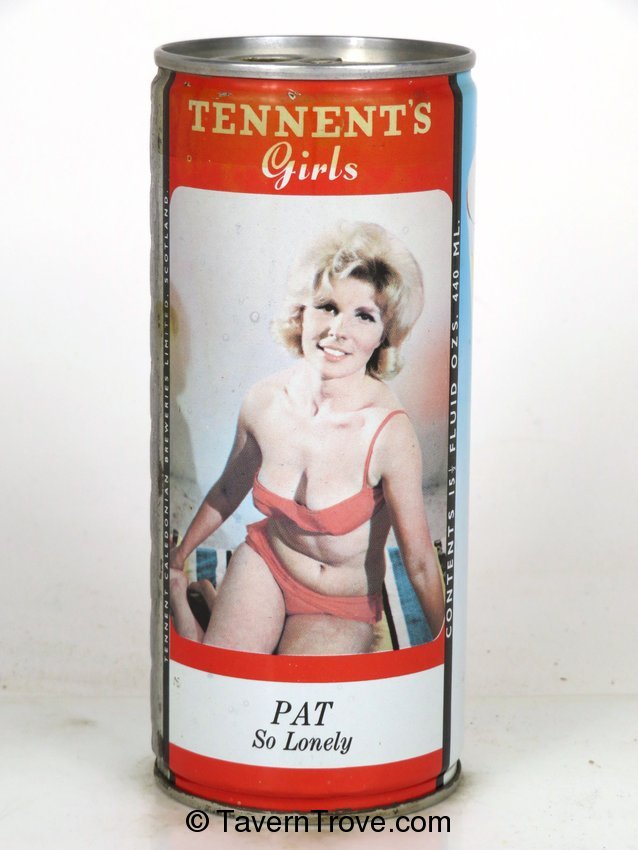 TENNENT'S
Girls
TENNENT CALEDONIAN BREWERIES LIMITED, SCOTLAND.
CONTENTS 15½ FLUID OZS. 440 ML.
PAT
So Lonely
© TavernTrove.com